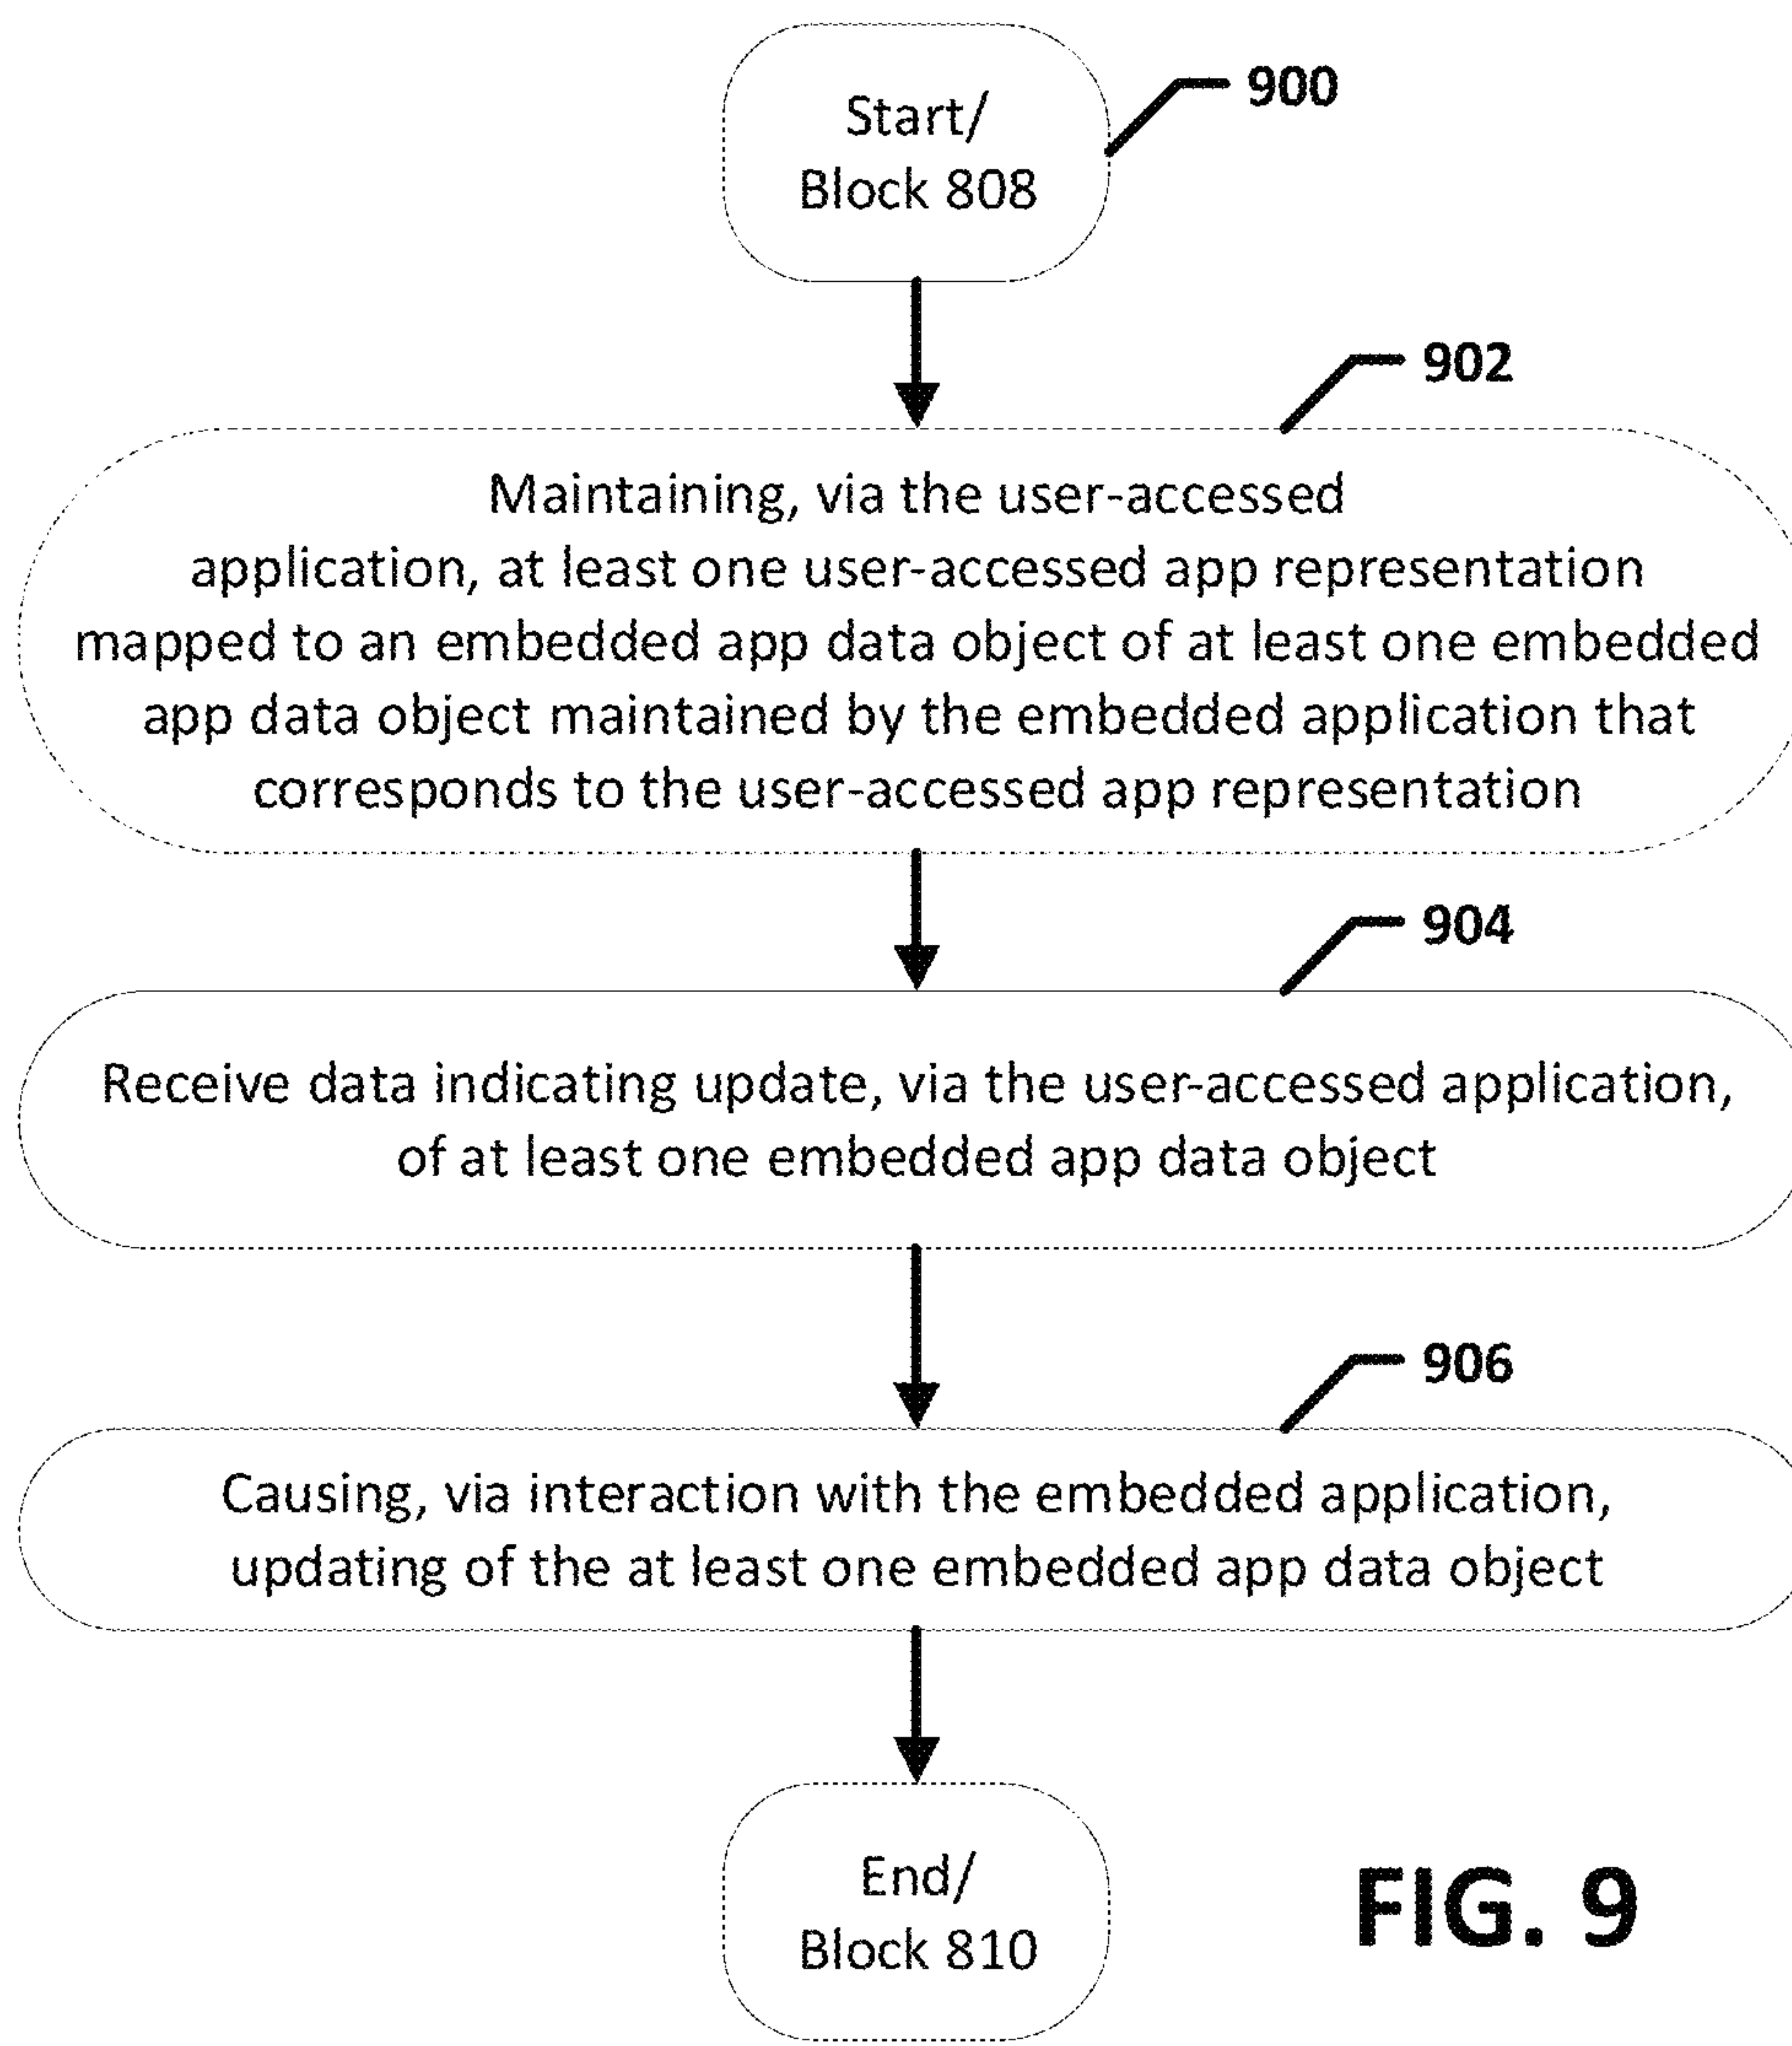 Start/
Block 808
900
902
Maintaining, via the user-accessed
application, at least one user-accessed app representation
mapped to an embedded app data object of at least one embedded
app data object maintained by the embedded application that
corresponds to the user-accessed app representation
904
Receive data indicating update, via the user-accessed application,
of at least one embedded app data object
906
Causing, via interaction with the embedded application,
updating of the at least one embedded app data object
End/
Block 810
FIG. 9